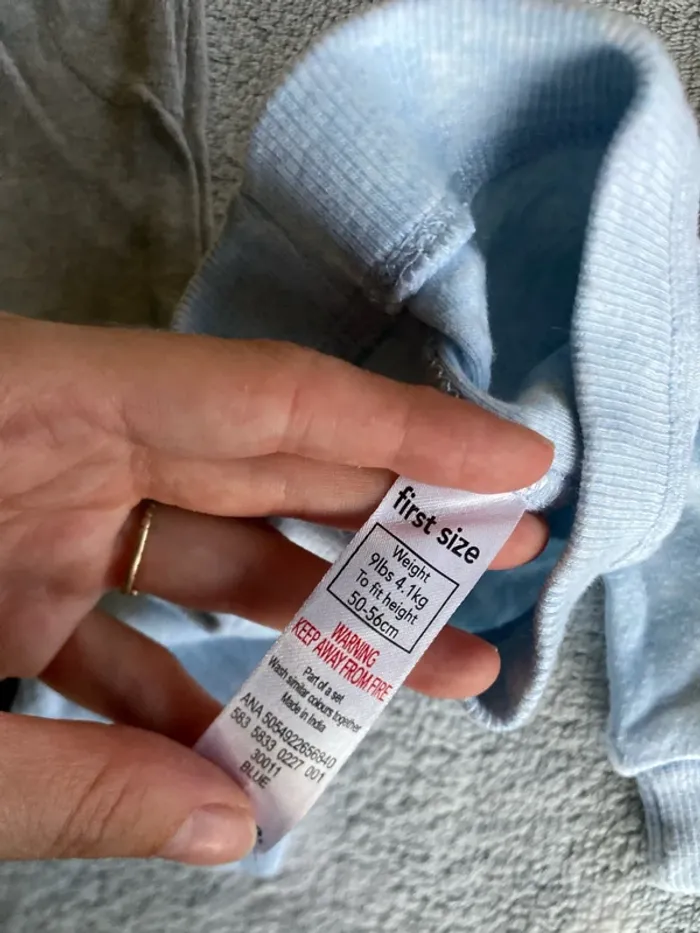 first size
Weight
9lbs 4.1kg
To fit height
50-56cm
WARNING
KEEP AWAY FROM FIRE
Part of a set
Wash similar colours together
Made in India
ANA 5054922656840
583 5833 0227 001
30011
BLUE